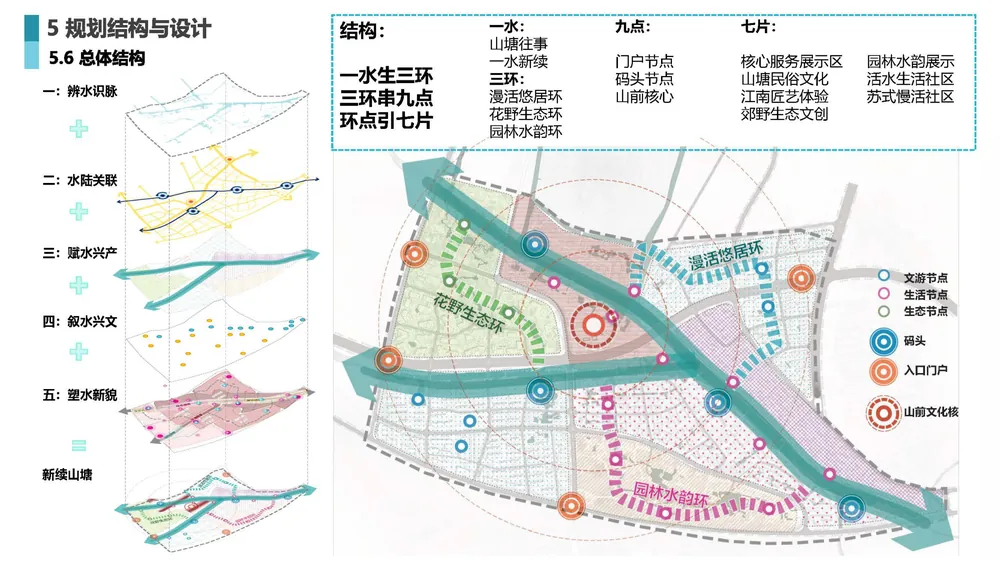 5 规划结构与设计
5.6 总体结构
一：辨水识脉
二：水陆关联
三：赋水兴产
四：叙水兴文
五：塑水新貌
新续山塘
结构：
一水生三环
三环串九点
环点引七片
一水：
山塘往事
一水新续
三环：
漫活悠居环
花野生态环
园林水韵环
九点：
门户节点
码头节点
山前核心
七片：
核心服务展示区
山塘民俗文化
江南匠艺体验
郊野生态文创
园林水韵展示
活水生活社区
苏式慢活社区
漫活悠居环
花野生态环
园林水韵环
文游节点
生活节点
生态节点
码头
入口门户
山前文化核